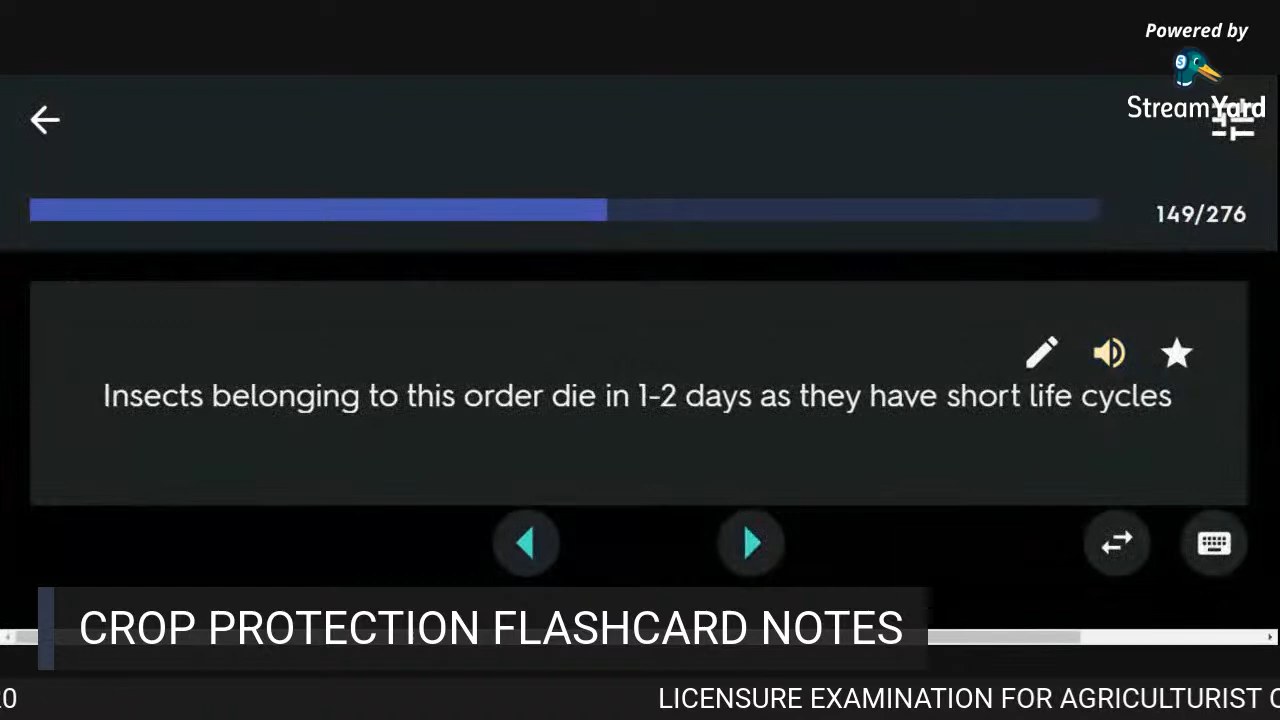 Powered by
StreamYard
149/276
Insects belonging to this order die in 1-2 days as they have short life cycles
CROP PROTECTION FLASHCARD NOTES
20 LICENSURE EXAMINATION FOR AGRICULTURIST